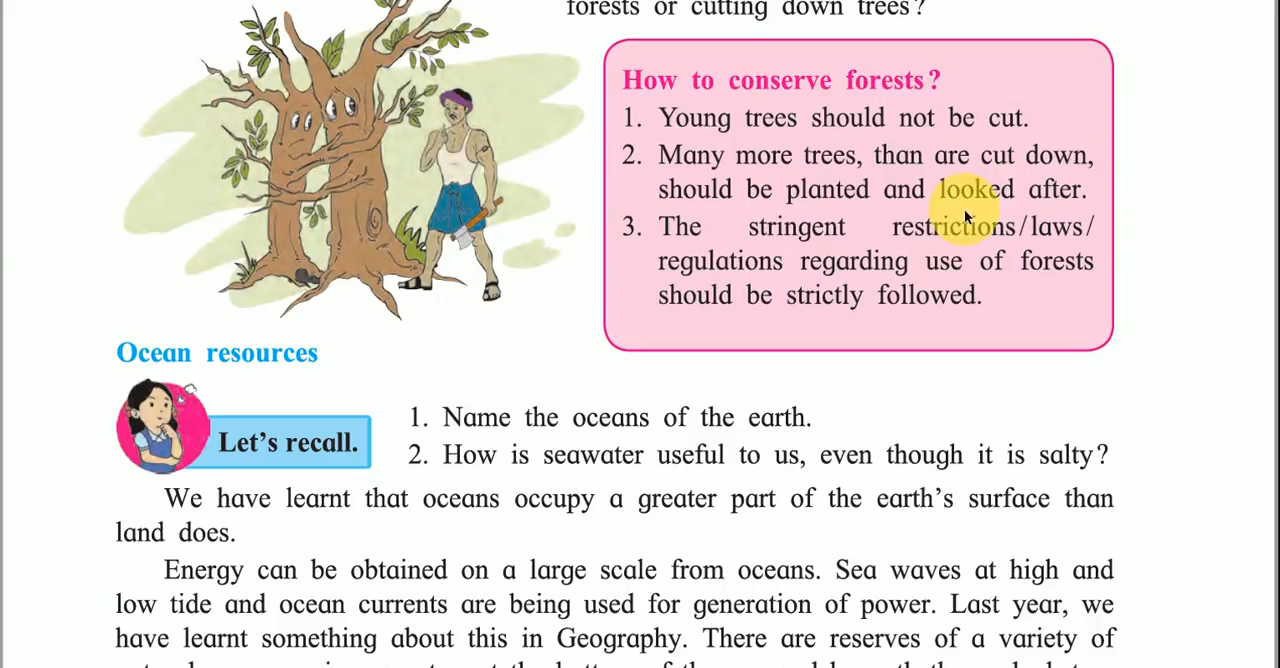 forests or cutting down trees?
How to conserve forests?
1. Young trees should not be cut.
2. Many more trees, than are cut down,
should be planted and looked after.
3. The stringent restrictions/laws/
regulations regarding use of forests
should be strictly followed.
Ocean resources
Let's recall.
1. Name the oceans of the earth.
2. How is seawater useful to us, even though it is salty?
We have learnt that oceans occupy a greater part of the earth's surface than
land does.
Energy can be obtained on a large scale from oceans. Sea waves at high and
low tide and ocean currents are being used for generation of power. Last year, we
have learnt something about this in Geography. There are reserves of a variety of